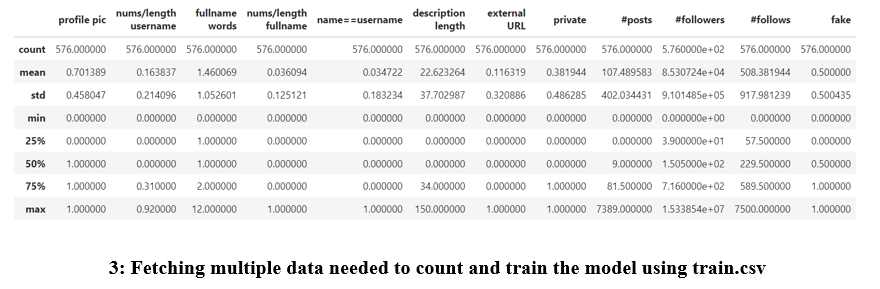 profile pic nums/length username fullname words nums/length fullname name==username description length external URL private #posts #followers #follows fake
count 576.000000 576.000000 576.000000 576.000000 576.000000 576.000000 576.000000 576.000000 576.000000 5.760000e+02 576.000000 576.000000
mean 0.701389 0.163837 1.460069 0.036094 0.034722 22.623264 0.116319 0.381944 107.489583 8.530724e+04 508.381944 0.500000
std 0.458047 0.214096 1.052601 0.125121 0.183234 37.702987 0.320886 0.486285 402.034431 9.101485e+05 917.981239 0.500435
min 0.000000 0.000000 0.000000 0.000000 0.000000 0.000000 0.000000 0.000000 0.000000 0.000000e+00 0.000000 0.000000
25% 0.000000 0.000000 1.000000 0.000000 0.000000 0.000000 0.000000 0.000000 0.000000 3.900000e+01 57.500000 0.000000
50% 1.000000 0.000000 1.000000 0.000000 0.000000 0.000000 0.000000 0.000000 9.000000 1.505000e+02 229.500000 0.500000
75% 1.000000 0.310000 2.000000 0.000000 0.000000 34.000000 0.000000 1.000000 81.500000 7.160000e+02 589.500000 1.000000
max 1.000000 0.920000 12.000000 1.000000 1.000000 150.000000 1.000000 1.000000 7389.000000 1.533854e+07 7500.000000 1.000000
3: Fetching multiple data needed to count and train the model using train.csv